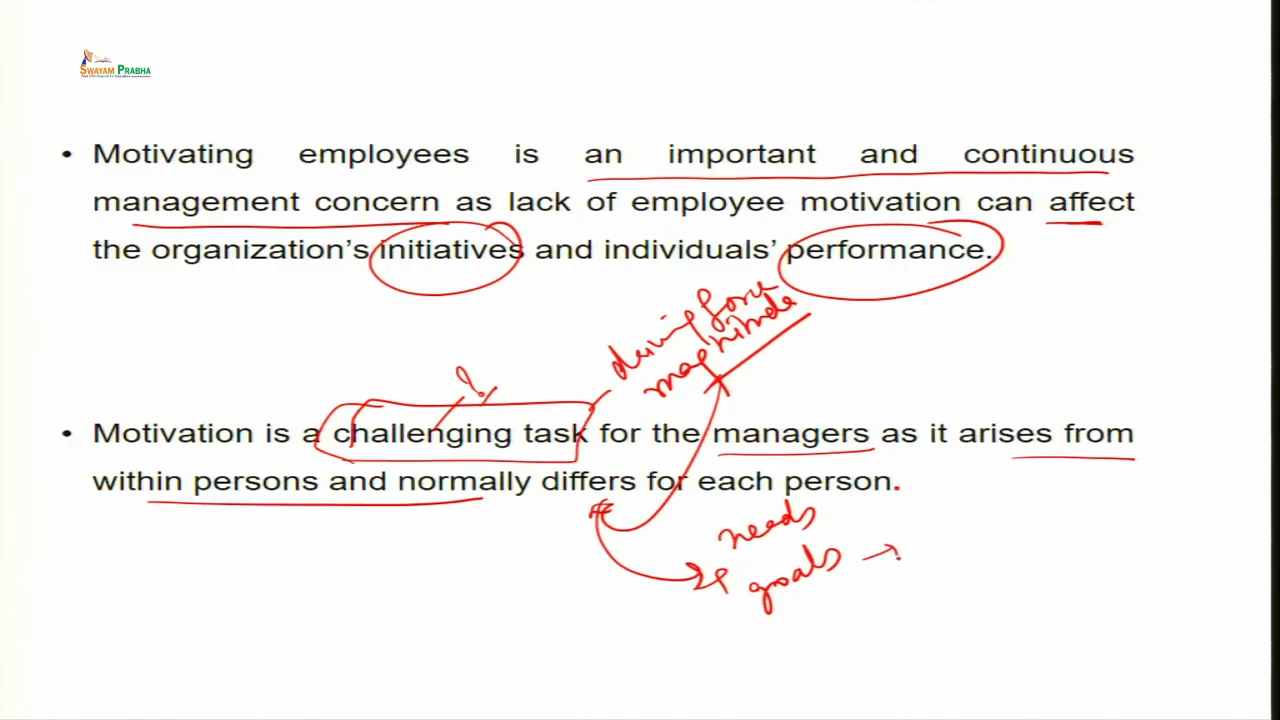 SWAYAM PRABHA
• Motivating employees is an important and continuous
management concern as lack of employee motivation can affect
the organization's initiatives and individuals' performance.
driving force
magnitude
?
• Motivation is a challenging task for the managers as it arises from
within persons and normally differs for each person.
needs
goals →